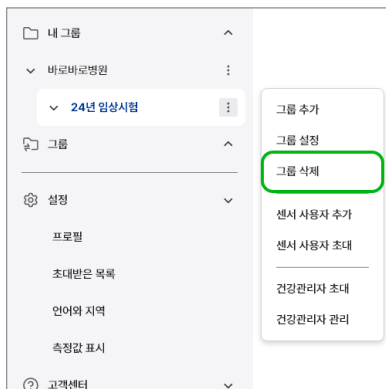 내 그룹
바로바로병원
24년 임상시험
그룹
설정
프로필
초대받은 목록
언어와 지역
측정값 표시
고객센터
그룹 추가
그룹 설정
그룹 삭제
센서 사용자 추가
센서 사용자 초대
건강관리자 초대
건강관리자 관리